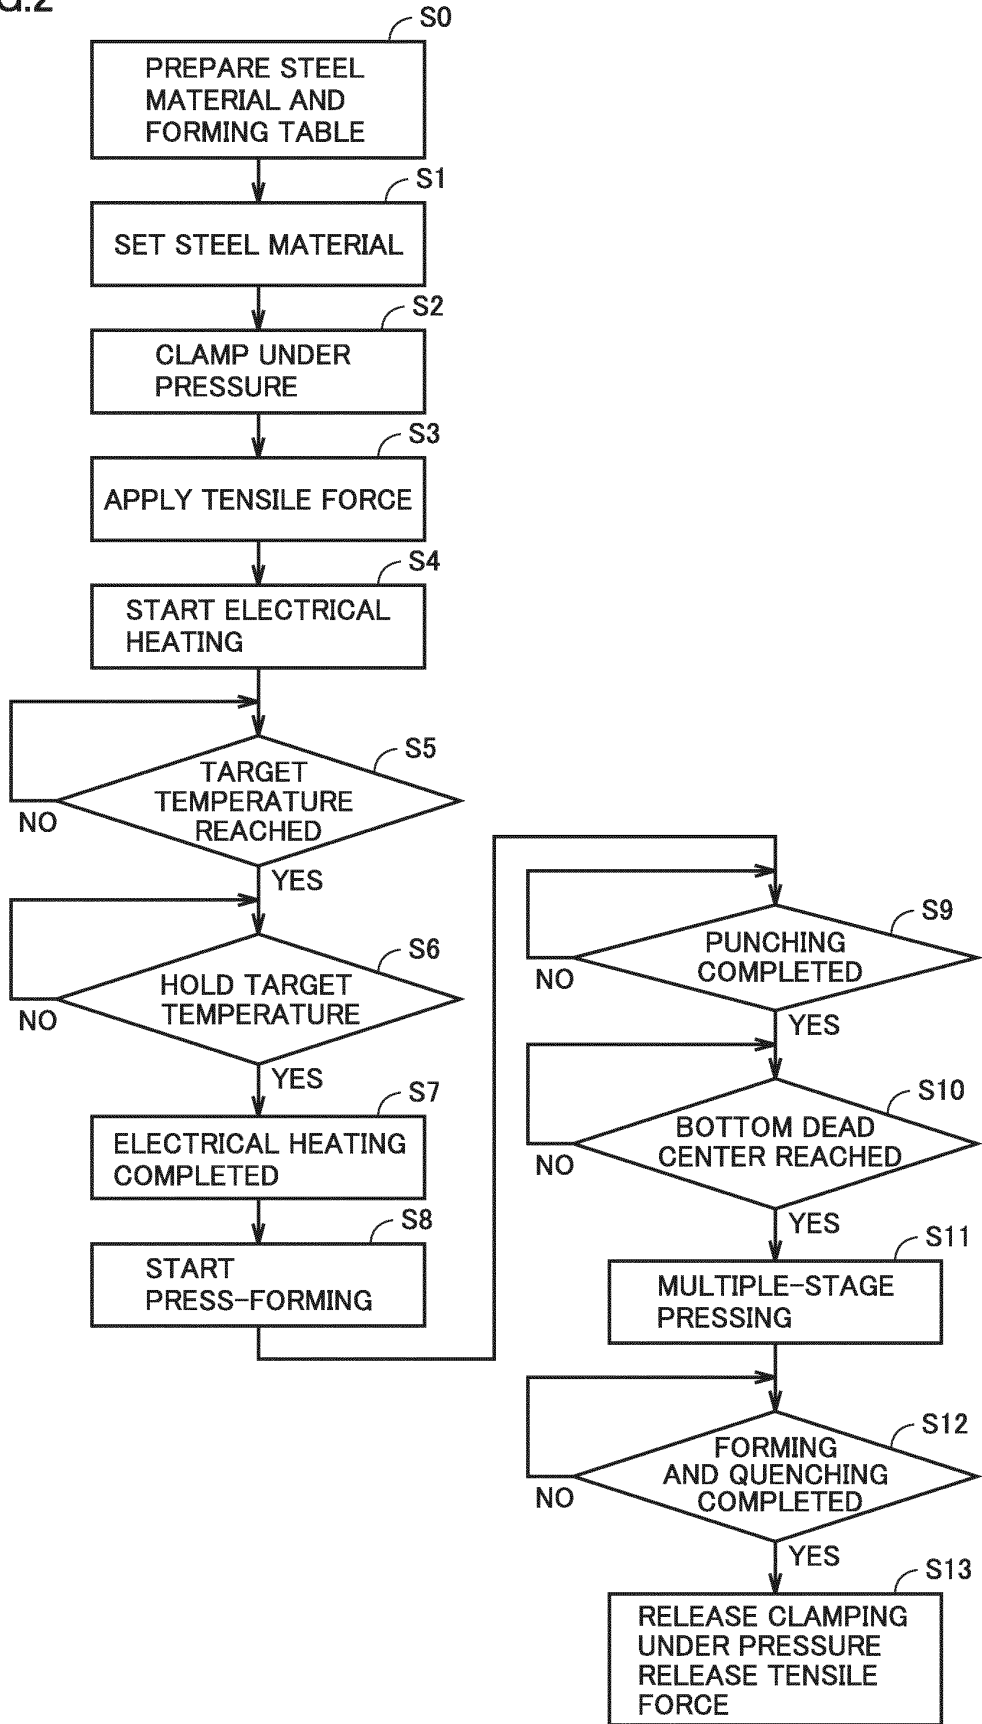 S0
PREPARE STEEL
MATERIAL AND
FORMING TABLE
S1
SET STEEL MATERIAL
S2
CLAMP UNDER
PRESSURE
S3
APPLY TENSILE FORCE
S4
START ELECTRICAL
HEATING
S5
TARGET
TEMPERATURE
REACHED
NO
YES
S6
HOLD TARGET
TEMPERATURE
NO
YES
S7
ELECTRICAL HEATING
COMPLETED
S8
START
PRESS-FORMING
S9
PUNCHING
COMPLETED
NO
YES
S10
BOTTOM DEAD
CENTER REACHED
NO
YES
S11
MULTIPLE-STAGE
PRESSING
S12
FORMING
AND QUENCHING
COMPLETED
NO
YES
S13
RELEASE CLAMPING
UNDER PRESSURE
RELEASE TENSILE
FORCE